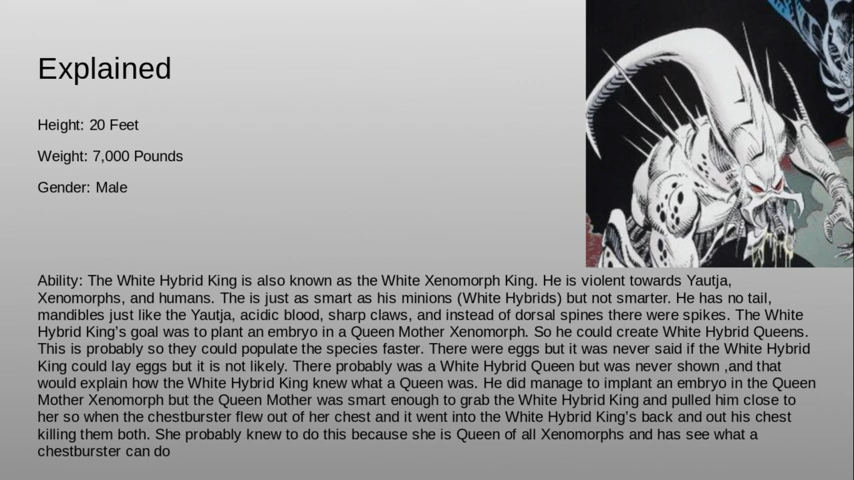 Explained
Height: 20 Feet
Weight: 7,000 Pounds
Gender: Male
Ability: The White Hybrid King is also known as the White Xenomorph King. He is violent towards Yautja,
Xenomorphs, and humans. The is just as smart as his minions (White Hybrids) but not smarter. He has no tail,
mandibles just like the Yautja, acidic blood, sharp claws, and instead of dorsal spines there were spikes. The White
Hybrid King's goal was to plant an embryo in a Queen Mother Xenomorph. So he could create White Hybrid Queens.
This is probably so they could populate the species faster. There were eggs but it was never said if the White Hybrid
King could lay eggs but it is not likely. There probably was a White Hybrid Queen but was never shown ,and that
would explain how the White Hybrid King knew what a Queen was. He did manage to implant an embryo in the Queen
Mother Xenomorph but the Queen Mother was smart enough to grab the White Hybrid King and pulled him close to
her so when the chestburster flew out of her chest and it went into the White Hybrid King's back and out his chest
killing them both. She probably knew to do this because she is Queen of all Xenomorphs and has see what a
chestburster can do